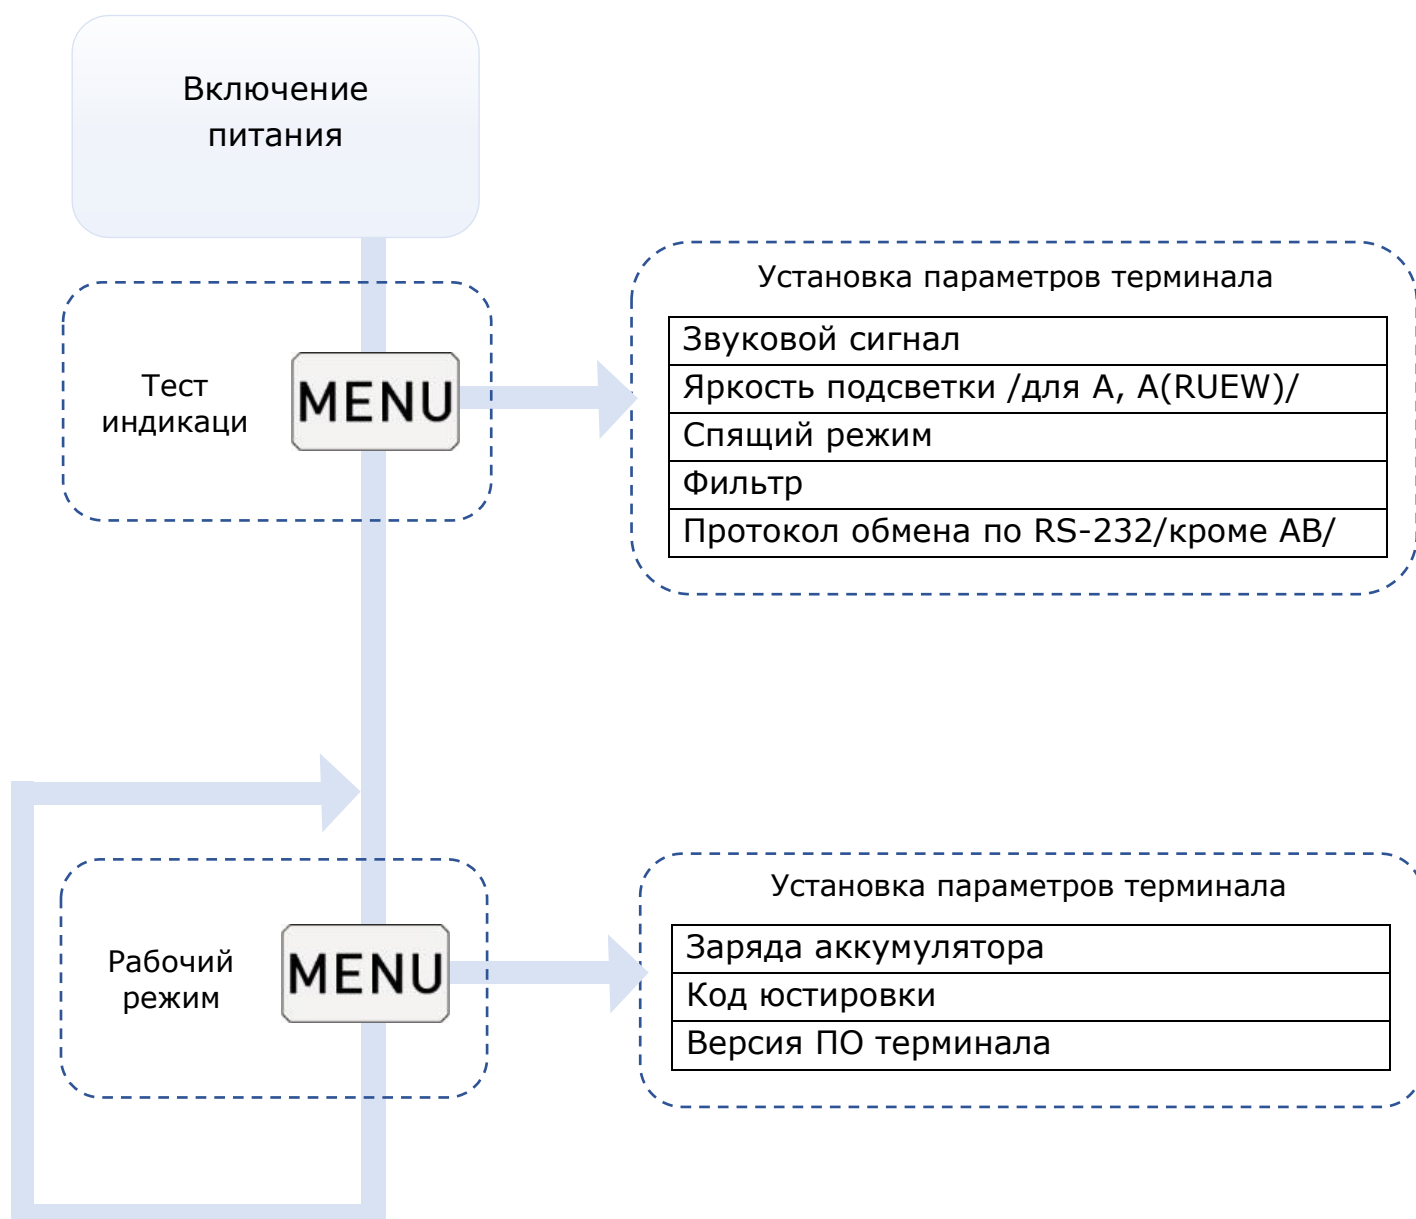 Включение
питания
Установка параметров терминала
Звуковой сигнал
Яркость подсветки /для А, А(RUEW)/
Спящий режим
Фильтр
Протокол обмена по RS-232/кроме АВ/
Тест
индикаци
MENU
Установка параметров терминала
Заряда аккумулятора
Код юстировки
Версия ПО терминала
Рабочий
режим
MENU